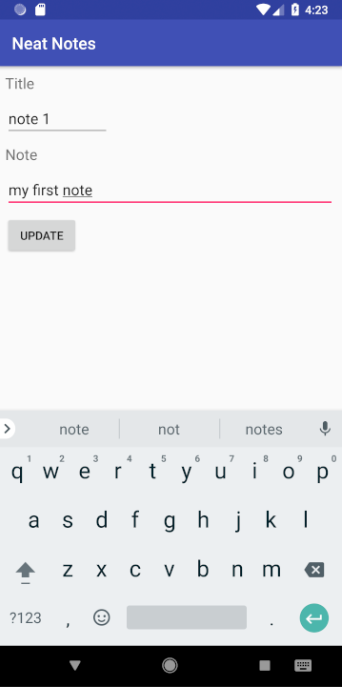 4:23
Neat Notes
Title
note 1
Note
my first note
UPDATE
note not notes
1 2 3 4 5 6 7 8 9 0
q w e r t y u i o p
a s d f g h j k l
z x c v b n m
?123 , .